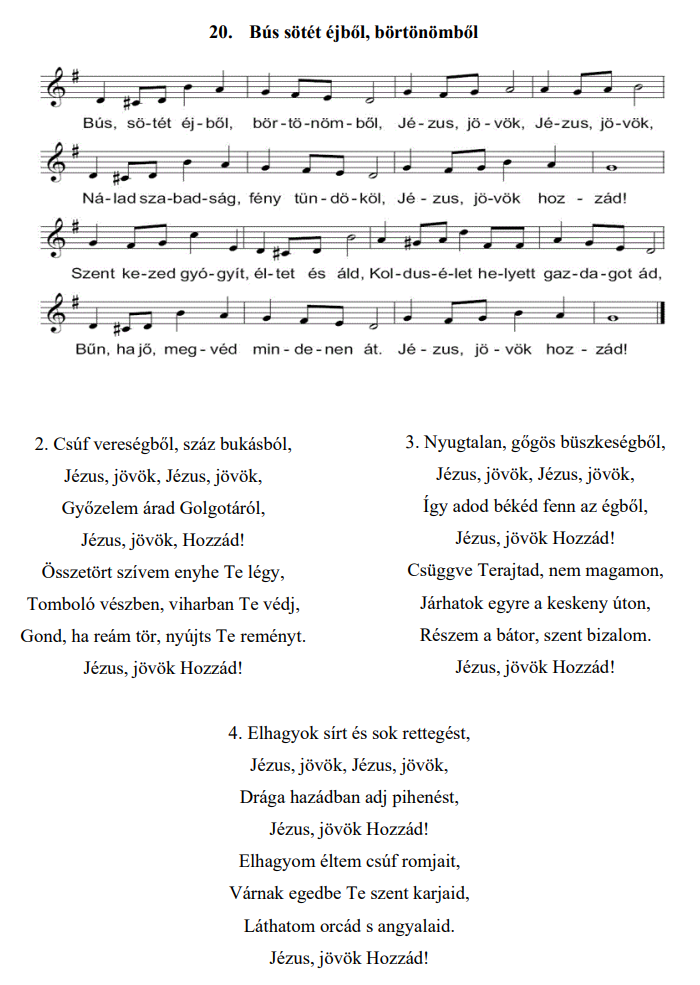 20. Bús sötét éjből, börtönömből
Bús, sö-tét éj-ből, bör-tö-nöm-ből, Jé-zus, jö-vök, Jé-zus, jö-vök,
Ná-lad sza-bad-ság, fény tün-dö-köl, Jé-zus, jö-vök hoz-zád!
Szent ke-zed gyó-gyít, él-tet és áld, Kol-dus-é-let he-lyett gaz-da-got ád,
Bűn, ha jő, meg-véd min-de-nen át. Jé-zus, jö-vök hoz-zád!
2. Csúf vereségből, száz bukásból,
Jézus, jövök, Jézus, jövök,
Győzelem árad Golgotáról,
Jézus, jövök, Hozzád!
Összetört szívem enyhe Te légy,
Tomboló vészben, viharban Te védj,
Gond, ha reám tör, nyújts Te reményt.
Jézus, jövök Hozzád!
3. Nyugtalan, gőgös büszkeségből,
Jézus, jövök, Jézus, jövök,
Így adod békéd fenn az égből,
Jézus, jövök Hozzád!
Csüggve Terajtad, nem magamon,
Járhatok egyre a keskeny úton,
Részem a bátor, szent bizalom.
Jézus, jövök Hozzád!
4. Elhagyok sírt és sok rettegést,
Jézus, jövök, Jézus, jövök,
Drága hazádban adj pihenést,
Jézus, jövök Hozzád!
Elhagyom éltem csúf romjait,
Várnak egedbe Te szent karjaid,
Láthatom orcád s angyalaid.
Jézus, jövök Hozzád!